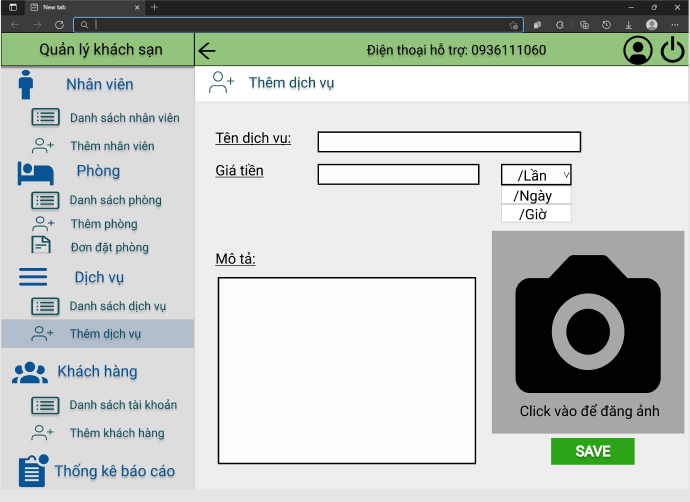 New tab
Quản lý khách sạn
Điện thoại hỗ trợ: 0936111060
Nhân viên
Danh sách nhân viên
Thêm nhân viên
Phòng
Danh sách phòng
Thêm phòng
Đơn đặt phòng
Dịch vụ
Danh sách dịch vụ
Thêm dịch vụ
Khách hàng
Danh sách tài khoản
Thêm khách hàng
Thống kê báo cáo
Thêm dịch vụ
Tên dịch vụ:
Giá tiền
/Lần
/Ngày
/Giờ
Mô tả:
Click vào để đăng ảnh
SAVE